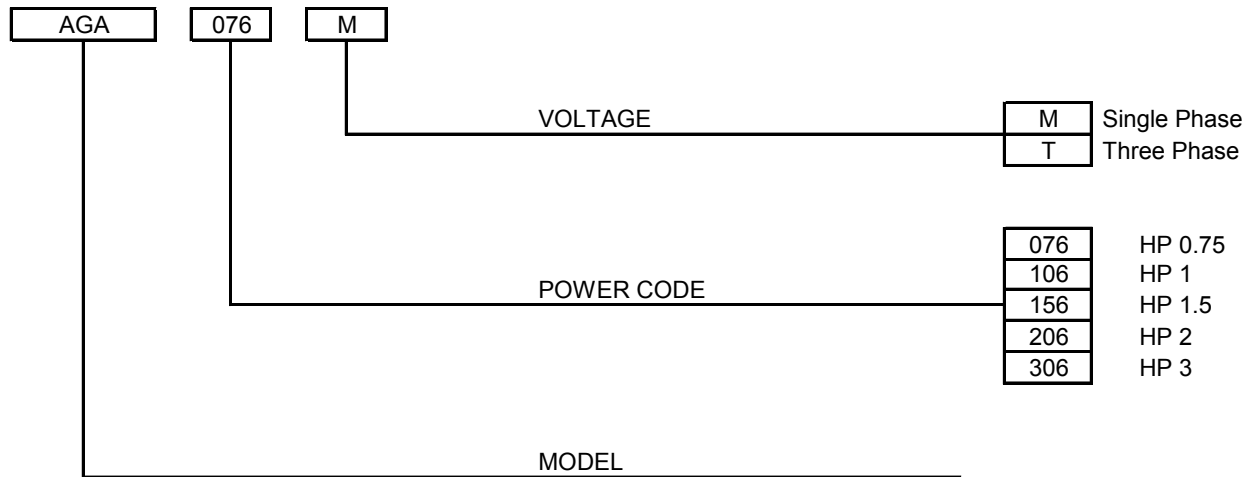 AGA 076 M
VOLTAGE M Single Phase
T Three Phase
076 HP 0.75
106 HP 1
POWER CODE
156 HP 1.5
206 HP 2
306 HP 3
MODEL